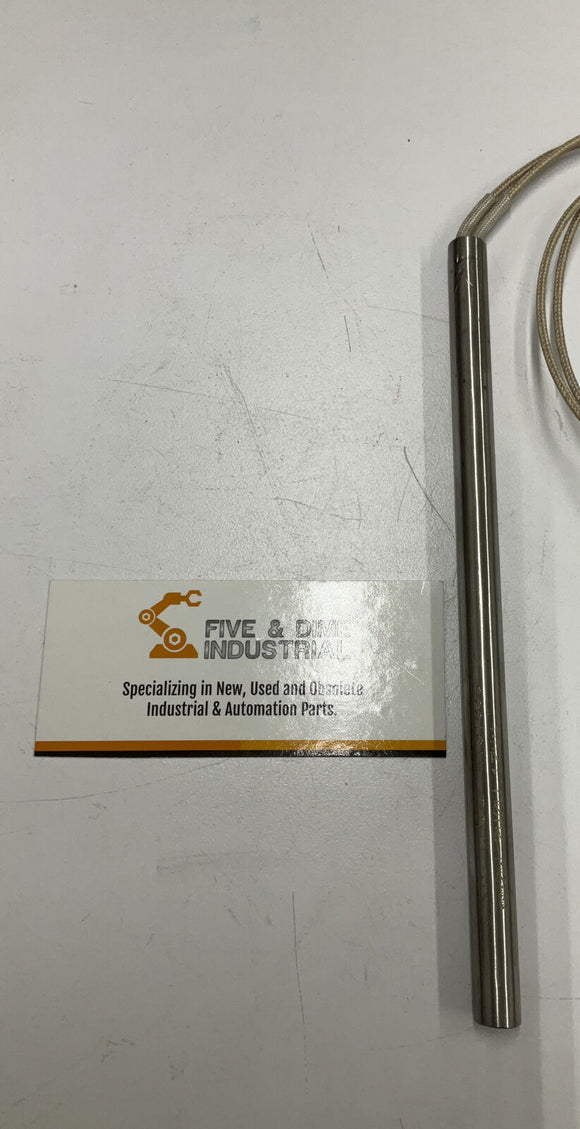 FIVE & DIME
INDUSTRIAL
Specializing in New, Used and Obsolete
Industrial & Automation Parts.